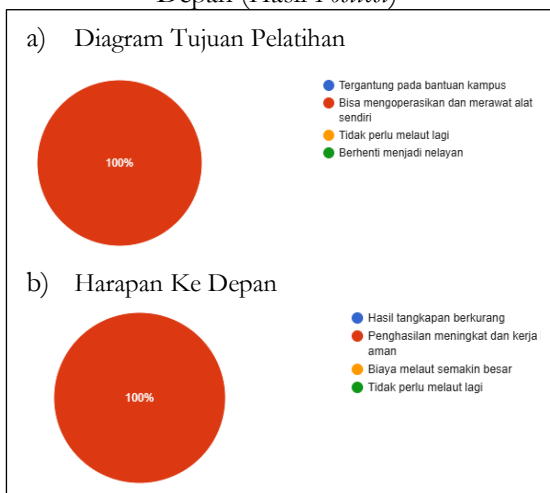 Depan (Hasil
a) Diagram Tujuan Pelatihan
Tergantung pada bantuan kampus
Bisa mengoperasikan dan merawat alat
sendiri
Tidak perlu melaut lagi
Berhenti menjadi nelayan
100%
b) Harapan Ke Depan
Hasil tangkapan berkurang
Penghasilan meningkat dan kerja
aman
Biaya melaut semakin besar
Tidak perlu melaut lagi
100%